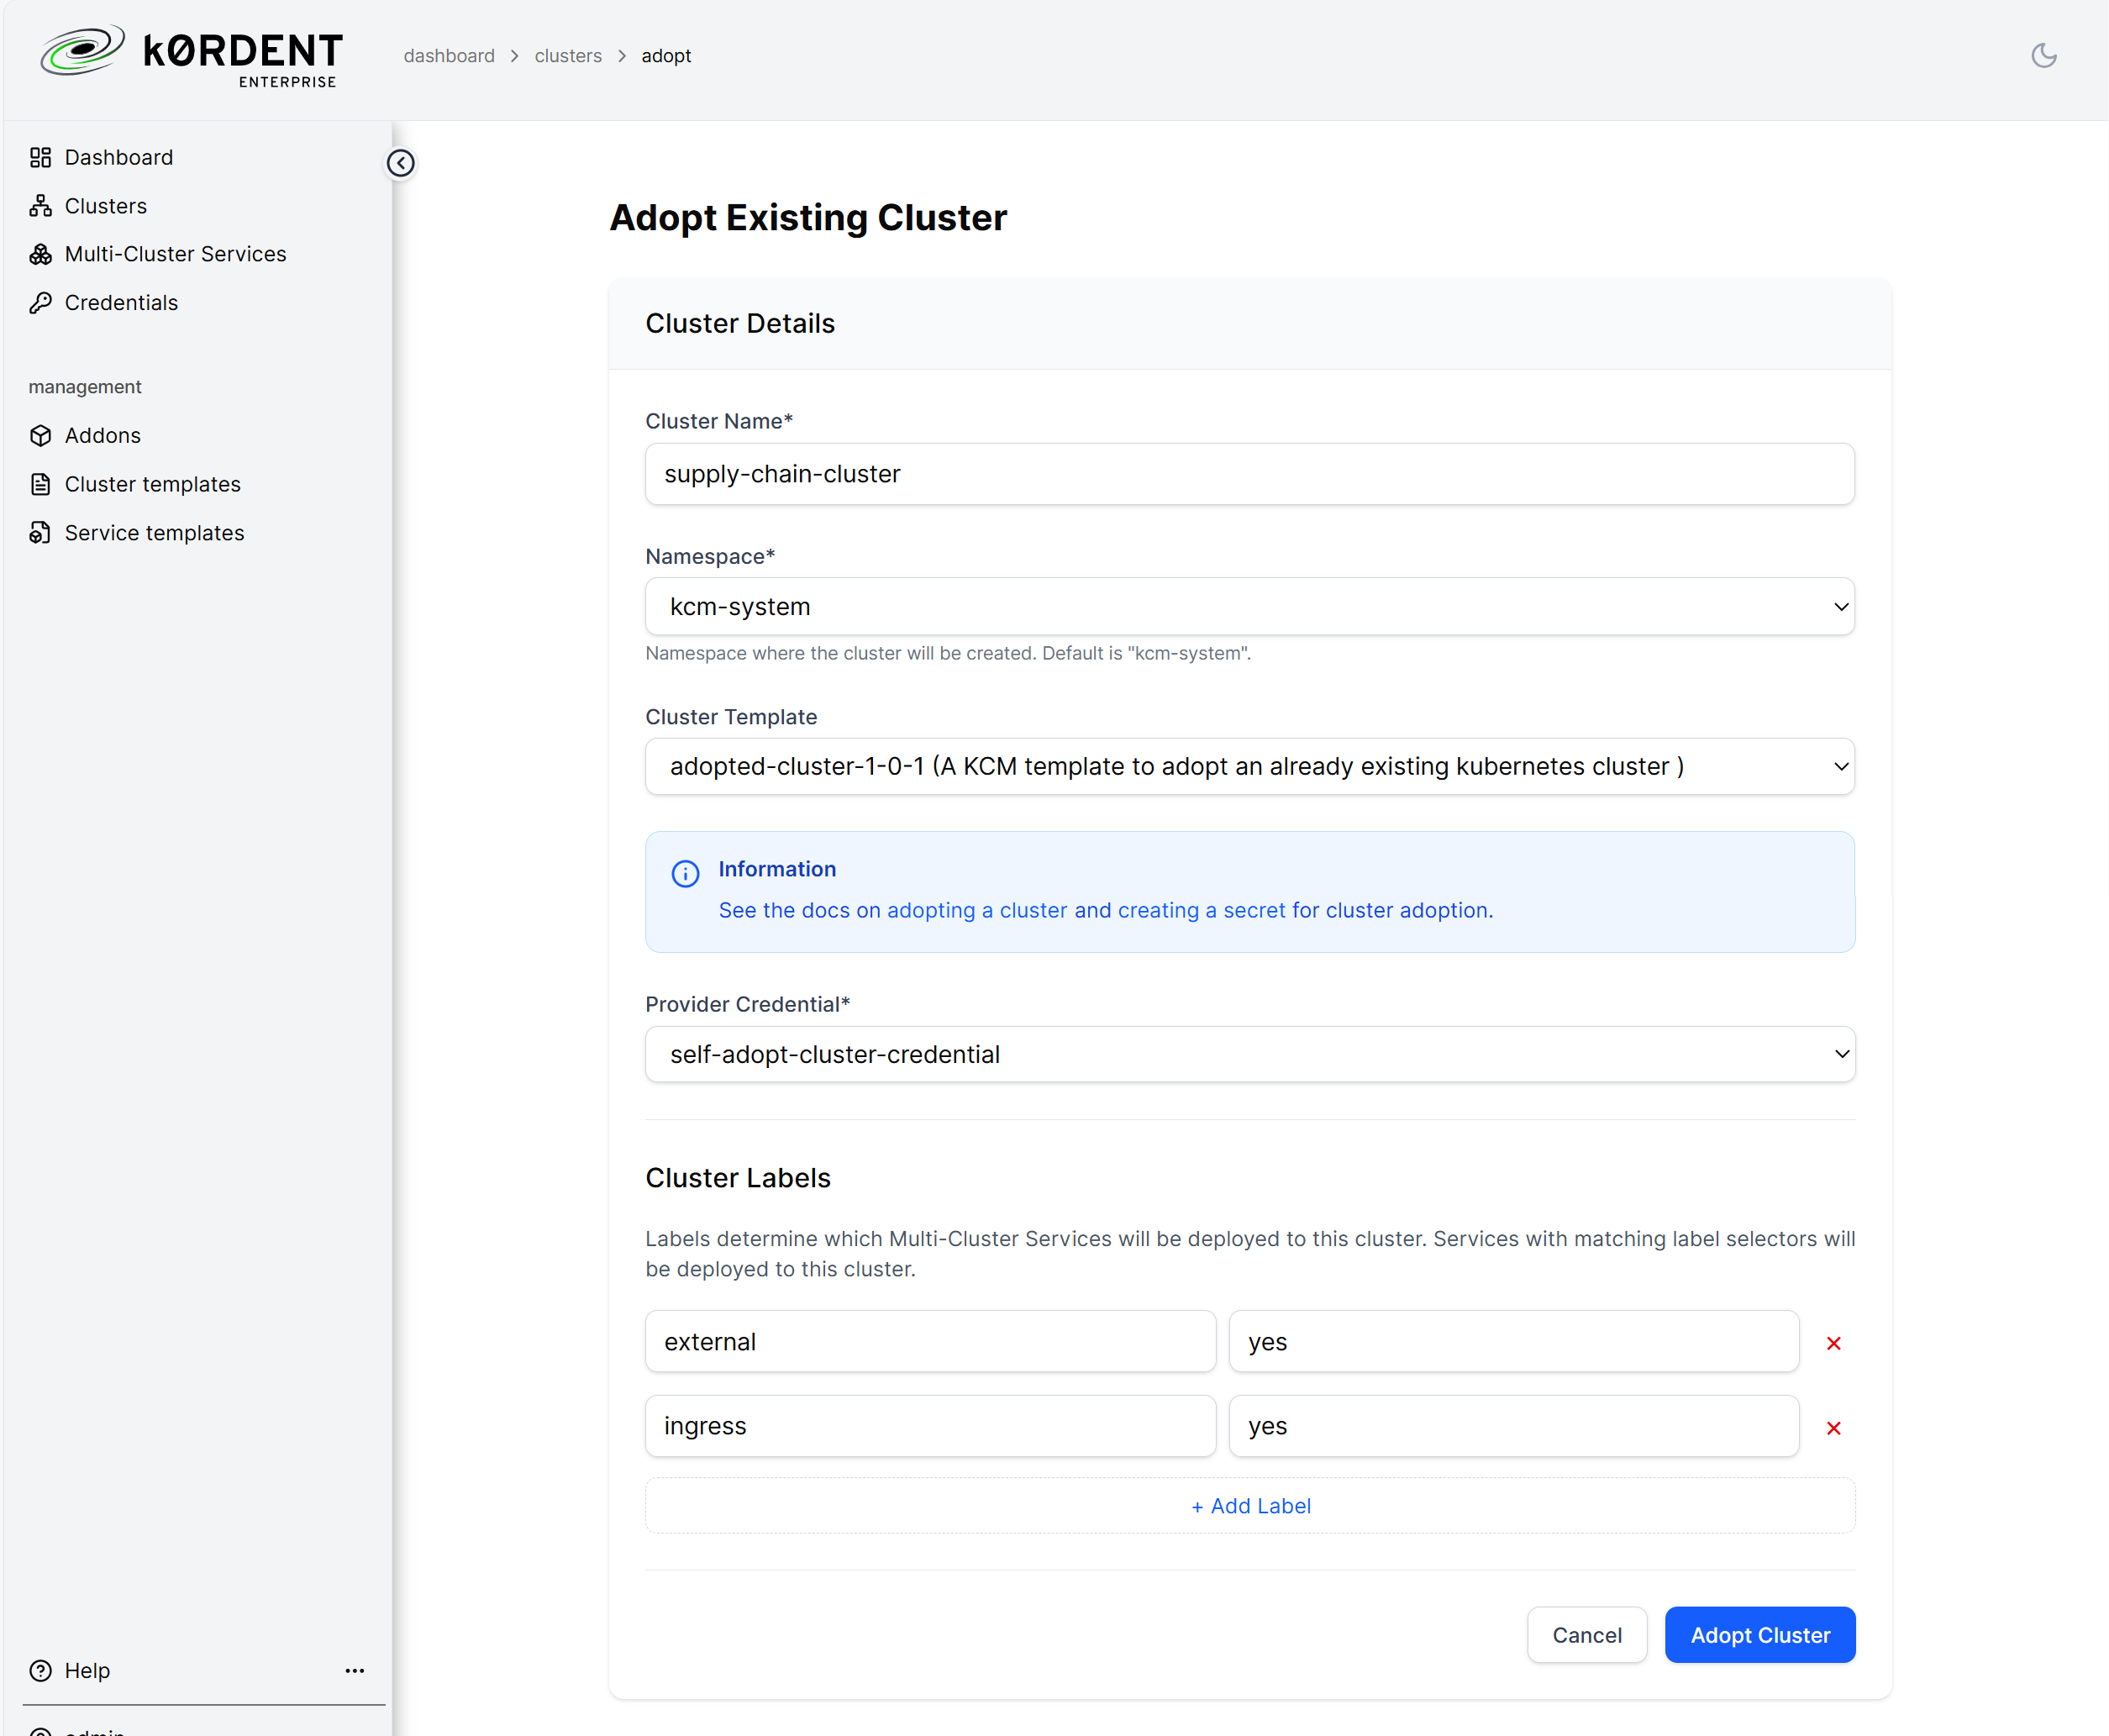 k0RDENT
ENTERPRISE
dashboard > clusters > adopt
Dashboard
Clusters
Multi-Cluster Services
Credentials
management
Addons
Cluster templates
Service templates
Help
admin
Adopt Existing Cluster
Cluster Details
Cluster Name*
supply-chain-cluster
Namespace*
kcm-system
Namespace where the cluster will be created. Default is "kcm-system".
Cluster Template
adopted-cluster-1-0-1 (A KCM template to adopt an already existing kubernetes cluster )
Information
See the docs on adopting a cluster and creating a secret for cluster adoption.
Provider Credential*
self-adopt-cluster-credential
Cluster Labels
Labels determine which Multi-Cluster Services will be deployed to this cluster. Services with matching label selectors will
be deployed to this cluster.
external yes
ingress yes
+ Add Label
Cancel Adopt Cluster